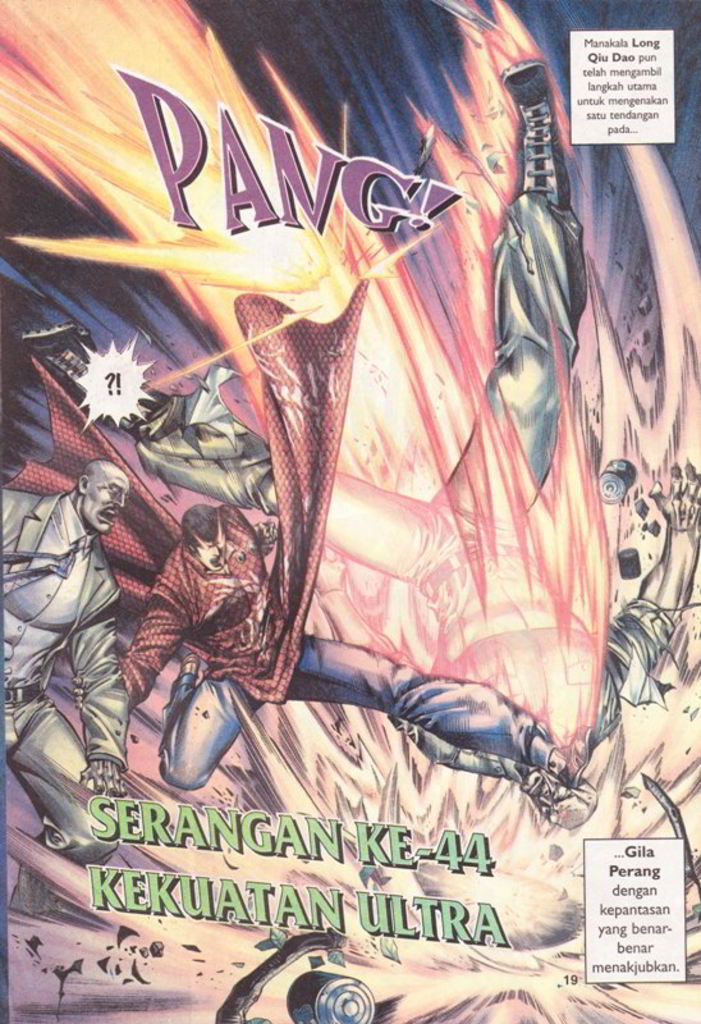 Manakala Long
Qiu Dao pun
telah mengambil
langkah utama
untuk mengenakan
satu tendangan
pada...
PANG!!
?!
SERANGAN KE-44
KEKUATAN ULTRA
...Gila
Perang
dengan
kepantasan
yang benar-
benar
menakjubkan.
19